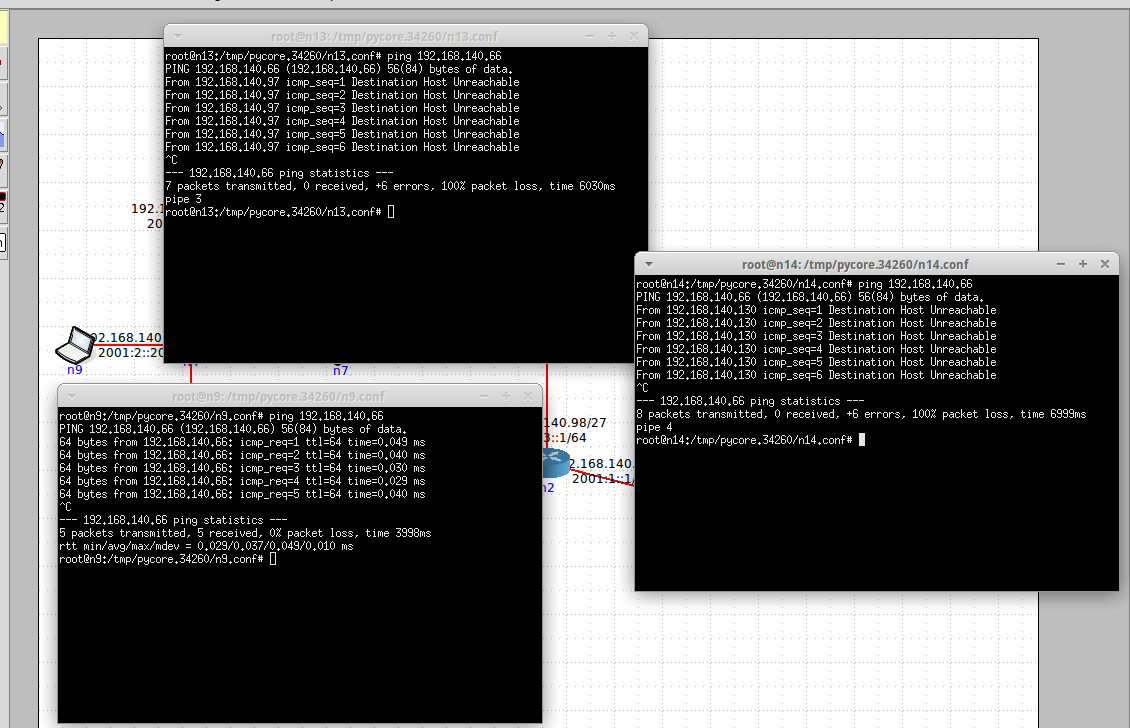 root@n13: /tmp/pycore.34260/n13.conf
root@n13:/tmp/pycore.34260/n13.conf# ping 192.168.140.66
PING 192.168.140.66 (192.168.140.66) 56(84) bytes of data.
From 192.168.140.97 icmp_seq=1 Destination Host Unreachable
From 192.168.140.97 icmp_seq=2 Destination Host Unreachable
From 192.168.140.97 icmp_seq=3 Destination Host Unreachable
From 192.168.140.97 icmp_seq=4 Destination Host Unreachable
From 192.168.140.97 icmp_seq=5 Destination Host Unreachable
From 192.168.140.97 icmp_seq=6 Destination Host Unreachable
^C
--- 192.168.140.66 ping statistics ---
7 packets transmitted, 0 received, +6 errors, 100% packet loss, time 6030ms
pipe 3
root@n13:/tmp/pycore.34260/n13.conf#
192.1
20
root@n14: /tmp/pycore.34260/n14.conf
root@n14:/tmp/pycore.34260/n14.conf# ping 192.168.140.66
PING 192.168.140.66 (192.168.140.66) 56(84) bytes of data.
From 192.168.140.130 icmp_seq=1 Destination Host Unreachable
From 192.168.140.130 icmp_seq=2 Destination Host Unreachable
From 192.168.140.130 icmp_seq=3 Destination Host Unreachable
From 192.168.140.130 icmp_seq=4 Destination Host Unreachable
From 192.168.140.130 icmp_seq=5 Destination Host Unreachable
From 192.168.140.130 icmp_seq=6 Destination Host Unreachable
^C
--- 192.168.140.66 ping statistics ---
8 packets transmitted, 0 received, +6 errors, 100% packet loss, time 6999ms
pipe 4
root@n14:/tmp/pycore.34260/n14.conf#
92.168.140
2001:2::20
n9
n7
root@n9: /tmp/pycore.34260/n9.conf
root@n9:/tmp/pycore.34260/n9.conf# ping 192.168.140.66
PING 192.168.140.66 (192.168.140.66) 56(84) bytes of data.
64 bytes from 192.168.140.66: icmp_req=1 ttl=64 time=0.049 ms
64 bytes from 192.168.140.66: icmp_req=2 ttl=64 time=0.040 ms
64 bytes from 192.168.140.66: icmp_req=3 ttl=64 time=0.030 ms
64 bytes from 192.168.140.66: icmp_req=4 ttl=64 time=0.029 ms
64 bytes from 192.168.140.66: icmp_req=5 ttl=64 time=0.040 ms
^C
--- 192.168.140.66 ping statistics ---
5 packets transmitted, 5 received, 0% packet loss, time 3998ms
rtt min/avg/max/mdev = 0.029/0.037/0.049/0.010 ms
root@n9:/tmp/pycore.34260/n9.conf#
140.98/27
3::1/64
2.168.140.
2001:1::1/
n2